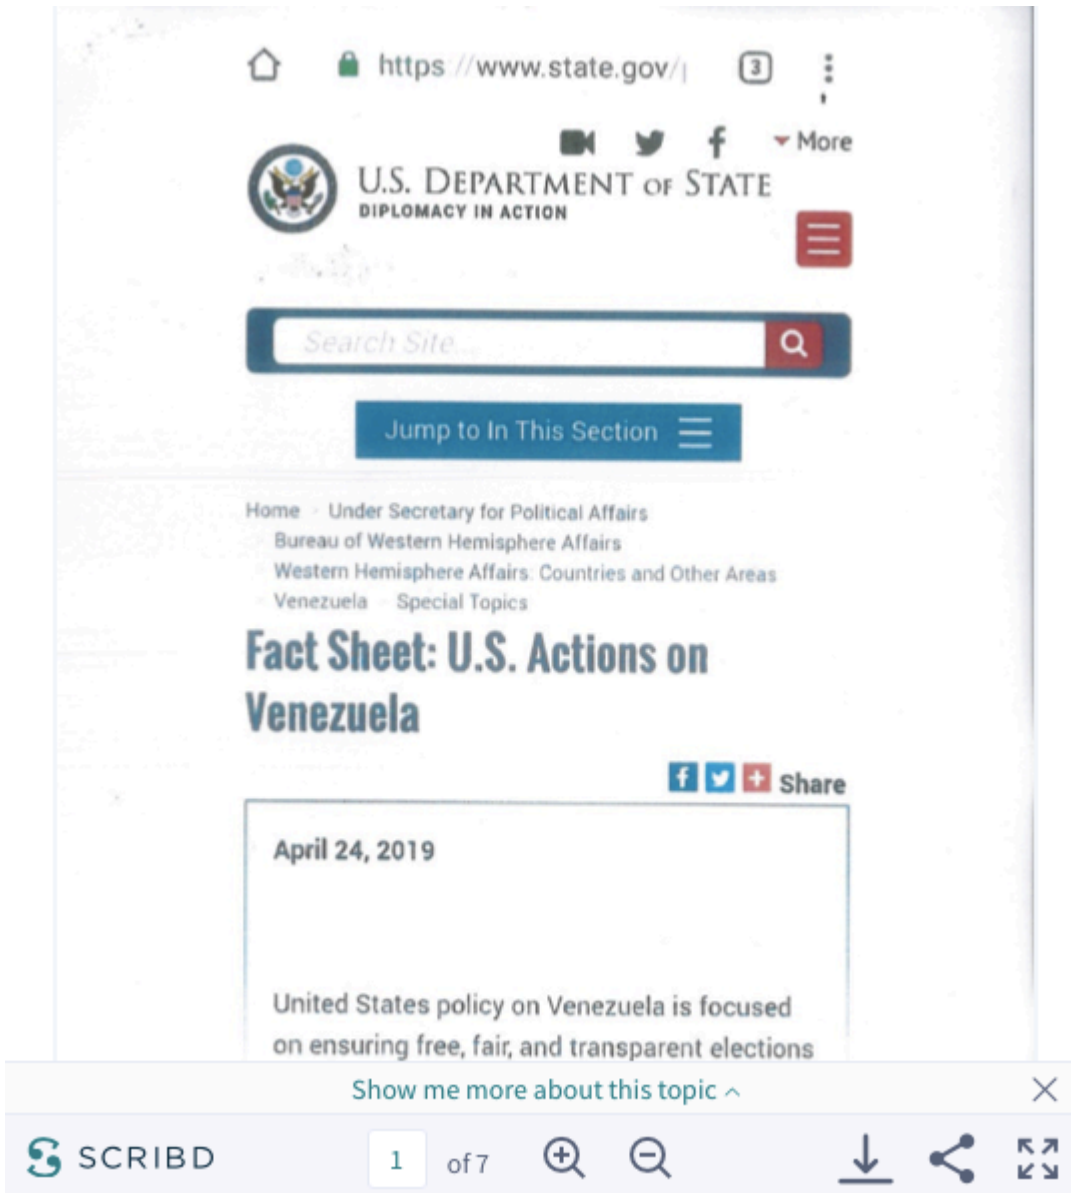 https://www.state.gov/
3
More
U.S. DEPARTMENT OF STATE
DIPLOMACY IN ACTION
Search Site...
Jump to In This Section
Home Under Secretary for Political Affairs
Bureau of Western Hemisphere Affairs
Western Hemisphere Affairs: Countries and Other Areas
Venezuela Special Topics
Fact Sheet: U.S. Actions on
Venezuela
Share
April 24, 2019
United States policy on Venezuela is focused
on ensuring free, fair, and transparent elections
Show me more about this topic
SCRIBD
1 of 7